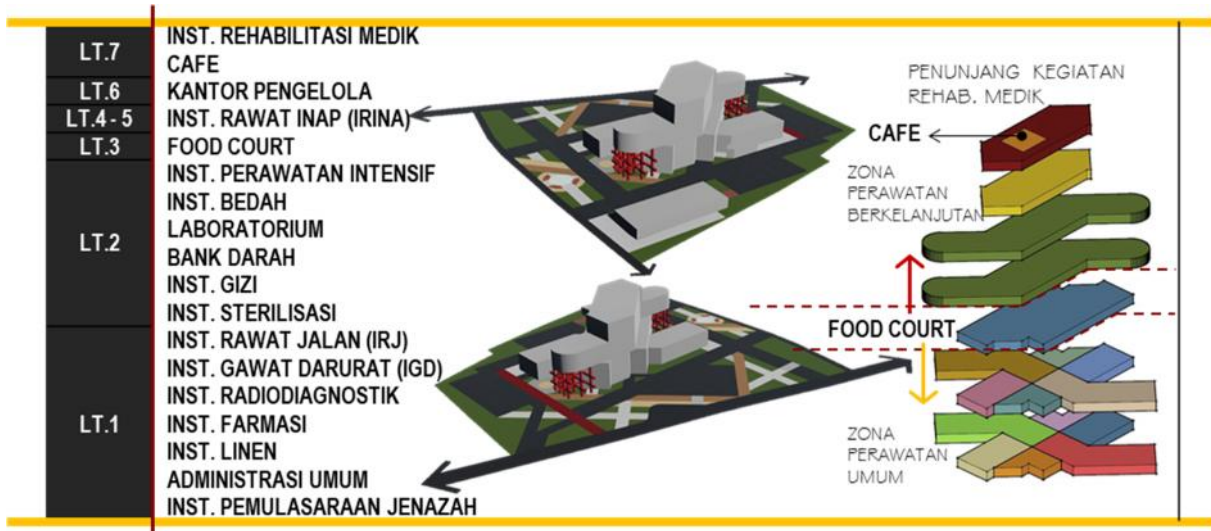 LT.7
INST. REHABILITASI MEDIK
CAFE
LT.6
KANTOR PENGELOLA
LT.4 - 5
INST. RAWAT INAP (IRINA)
LT.3
FOOD COURT
LT.2
INST. PERAWATAN INTENSIF
INST. BEDAH
LABORATORIUM
BANK DARAH
INST. GIZI
INST. STERILISASI
LT.1
INST. RAWAT JALAN (IRJ)
INST. GAWAT DARURAT (IGD)
INST. RADIODIAGNOSTIK
INST. FARMASI
INST. LINEN
ADMINISTRASI UMUM
INST. PEMULASARAAN JENAZAH
PENUNJANG KEGIATAN
REHAB. MEDIK
CAFE
ZONA
PERAWATAN
BERKELANJUTAN
FOOD COURT
ZONA
PERAWATAN
UMUM